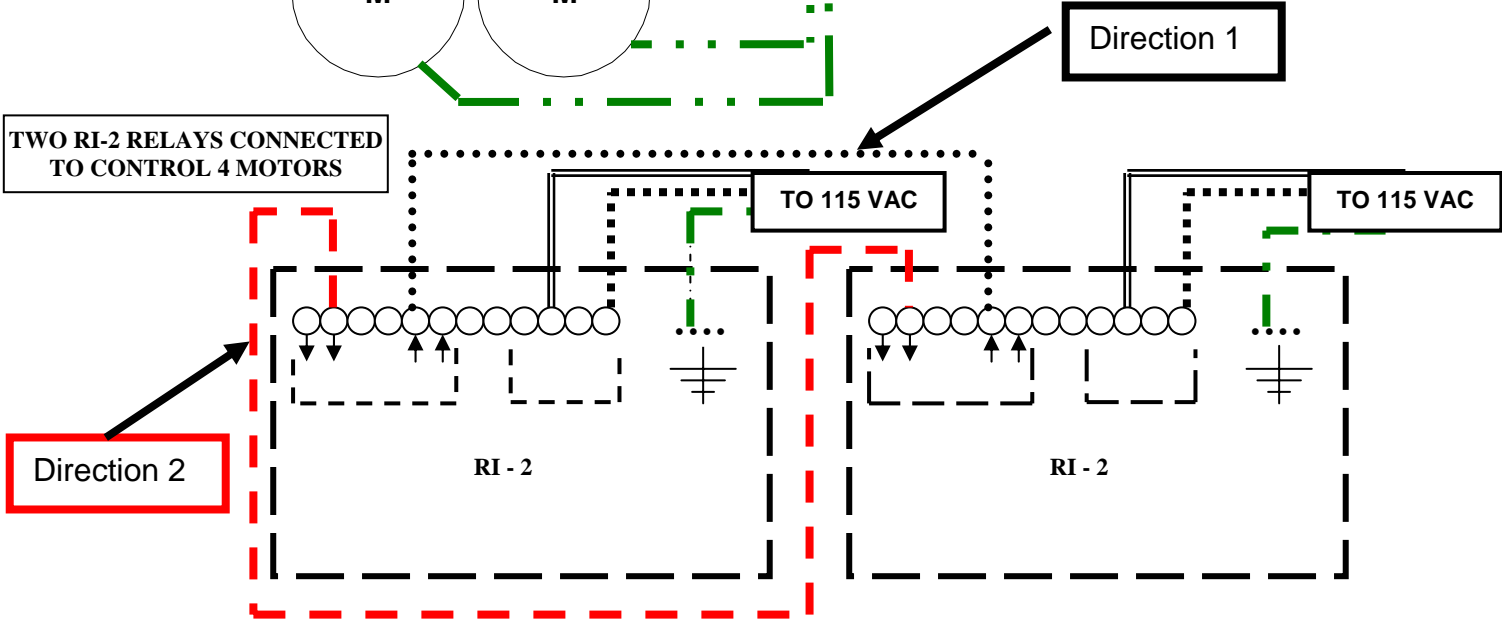 M M
Direction 1
TWO RI-2 RELAYS CONNECTED
TO CONTROL 4 MOTORS
TO 115 VAC
TO 115 VAC
Direction 2
RI - 2
RI - 2